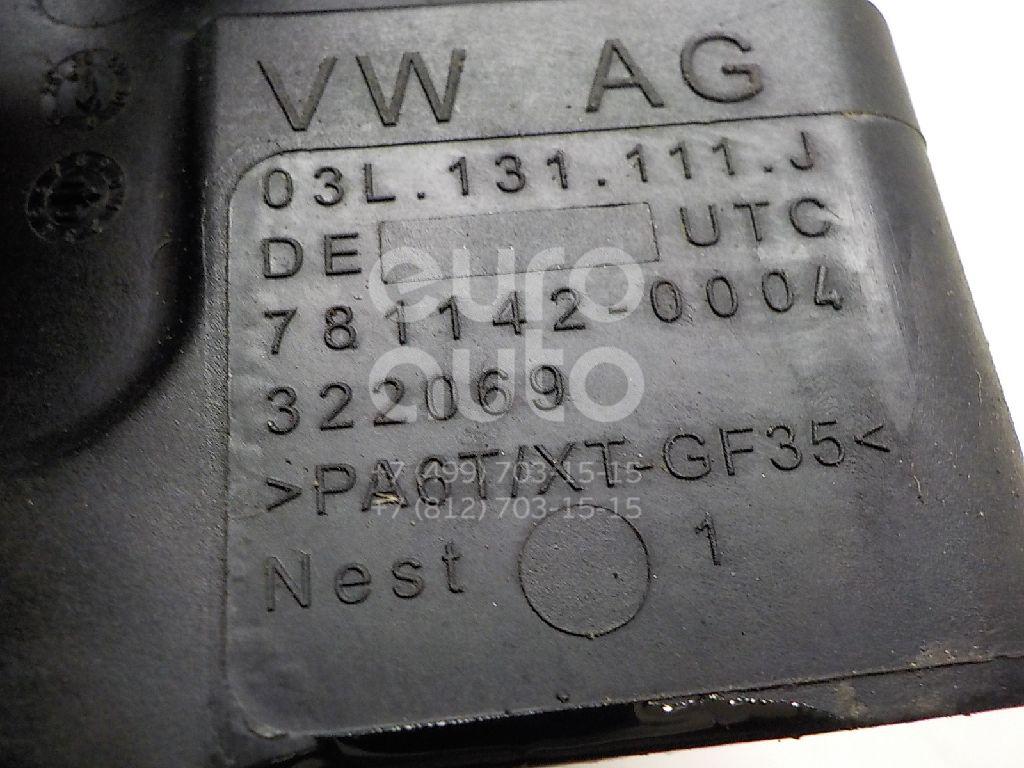 VW AG
03L.131.111.J
DE UTC
781142-0004
322069
>PA6T/XT-GF35<
Nest 1
euro
auto
+7 (499) 703-15-15
+7 (812) 703-15-15